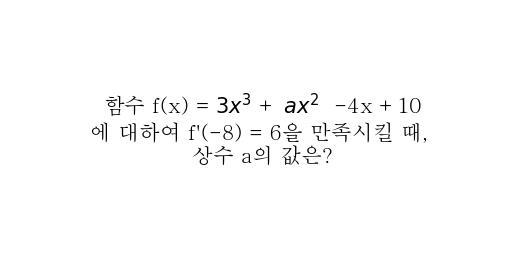 함수 f(x) = 3x³ + ax² -4x + 10
에 대하여 f'(-8) = 6을 만족시킬 때,
상수 a의 값은?